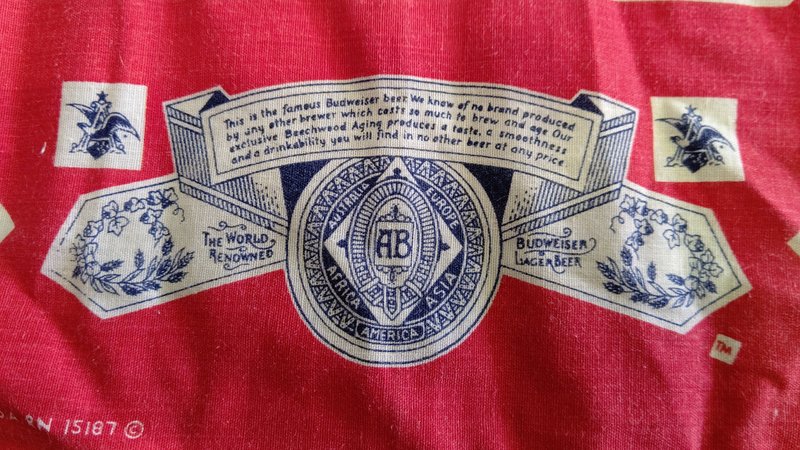 This is the famous Budweiser beer. We know of no brand produced
by any other brewer which costs so much to brew and age. Our
exclusive Beechwood Aging produces a taste, a smoothness
and a drinkability you will find in no other beer at any price
THE WORLD
RENOWNED
AUSTRALIA
EUROPE
AB
AFRICA
ASIA
AMERICA
BUDWEISER
LAGER BEER
TM
RN 15187 ©